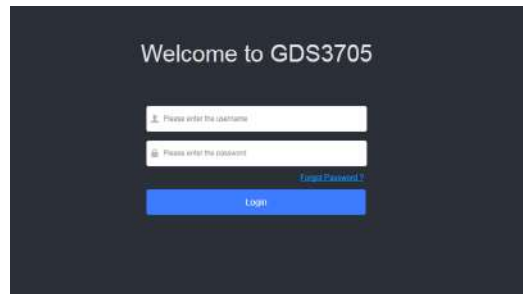 Welcome to GDS3705
Please enter the username
Please enter the password
Forgot Password ?
Login